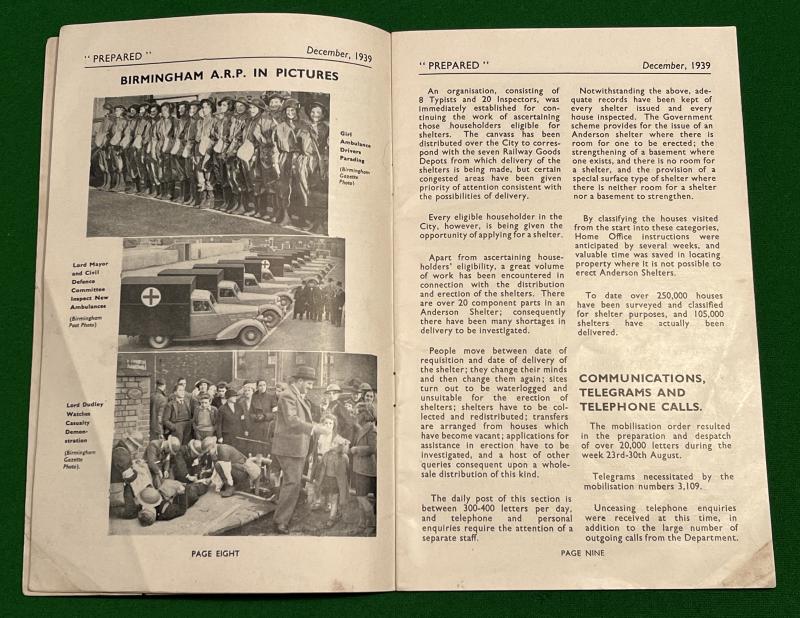 "PREPARED"
December, 1939
BIRMINGHAM A.R.P. IN PICTURES
Girl
Ambulance
Drivers
Parading
(Birmingham
Gazette
Photo)
Lord Mayor
and Civil
Defence
Committee
Inspect New
Ambulances
(Birmingham
Post Photo).
Lord Dudley
Watches
Casualty
Demon-
stration
(Birmingham
Gazette
Photo).
PAGE EIGHT
"PREPARED"
December, 1939
An organisation, consisting of
8 Typists and 20 Inspectors, was
immediately established for con-
tinuing the work of ascertaining
those householders eligible for
shelters. The canvass has been
distributed over the City to corres-
pond with the seven Railway Goods
Depots from which delivery of the
shelters is being made, but certain
congested areas have been given
priority of attention consistent with
the possibilities of delivery.
Every eligible householder in the
City, however, is being given the
opportunity of applying for a shelter.
Apart from ascertaining house-
holders' eligibility, a great volume
of work has been encountered in
connection with the distribution
and erection of the shelters. There
are over 20 component parts in an
Anderson Shelter; consequently
there have been many shortages in
delivery to be investigated.
People move between date of
requisition and date of delivery of
the shelter; they change their minds
and then change them again; sites
turn out to be waterlogged and
unsuitable for the erection of
shelters; shelters have to be col-
lected and redistributed; transfers
are arranged from houses which
have become vacant; applications for
assistance in erection have to be
investigated, and a host of other
queries consequent upon a whole-
sale distribution of this kind.
The daily post of this section is
between 300-400 letters per day,
and telephone and personal
enquiries require the attention of a
separate staff.
Notwithstanding the above, ade-
quate records have been kept of
every shelter issued and every
house inspected. The Government
scheme provides for the issue of an
Anderson shelter where there is
room for one to be erected; the
strengthening of a basement where
one exists, and there is no room for
a shelter, and the provision of a
special surface type of shelter where
there is neither room for a shelter
nor a basement to strengthen.
By classifying the houses visited
from the start into these categories,
Home Office instructions were
anticipated by several weeks, and
valuable time was saved in locating
property where it is not possible to
erect Anderson Shelters.
To date over 250,000 houses
have been surveyed and classified
for shelter purposes, and 105,000
shelters have actually been
delivered.
COMMUNICATIONS,
TELEGRAMS AND
TELEPHONE CALLS.
The mobilisation order resulted
in the preparation and despatch
of over 20,000 letters during the
week 23rd-30th August.
Telegrams necessitated by the
mobilisation numbers 3,109.
Unceasing telephone enquiries
were received at this time, in
addition to the large number of
outgoing calls from the Department.
PAGE NINE